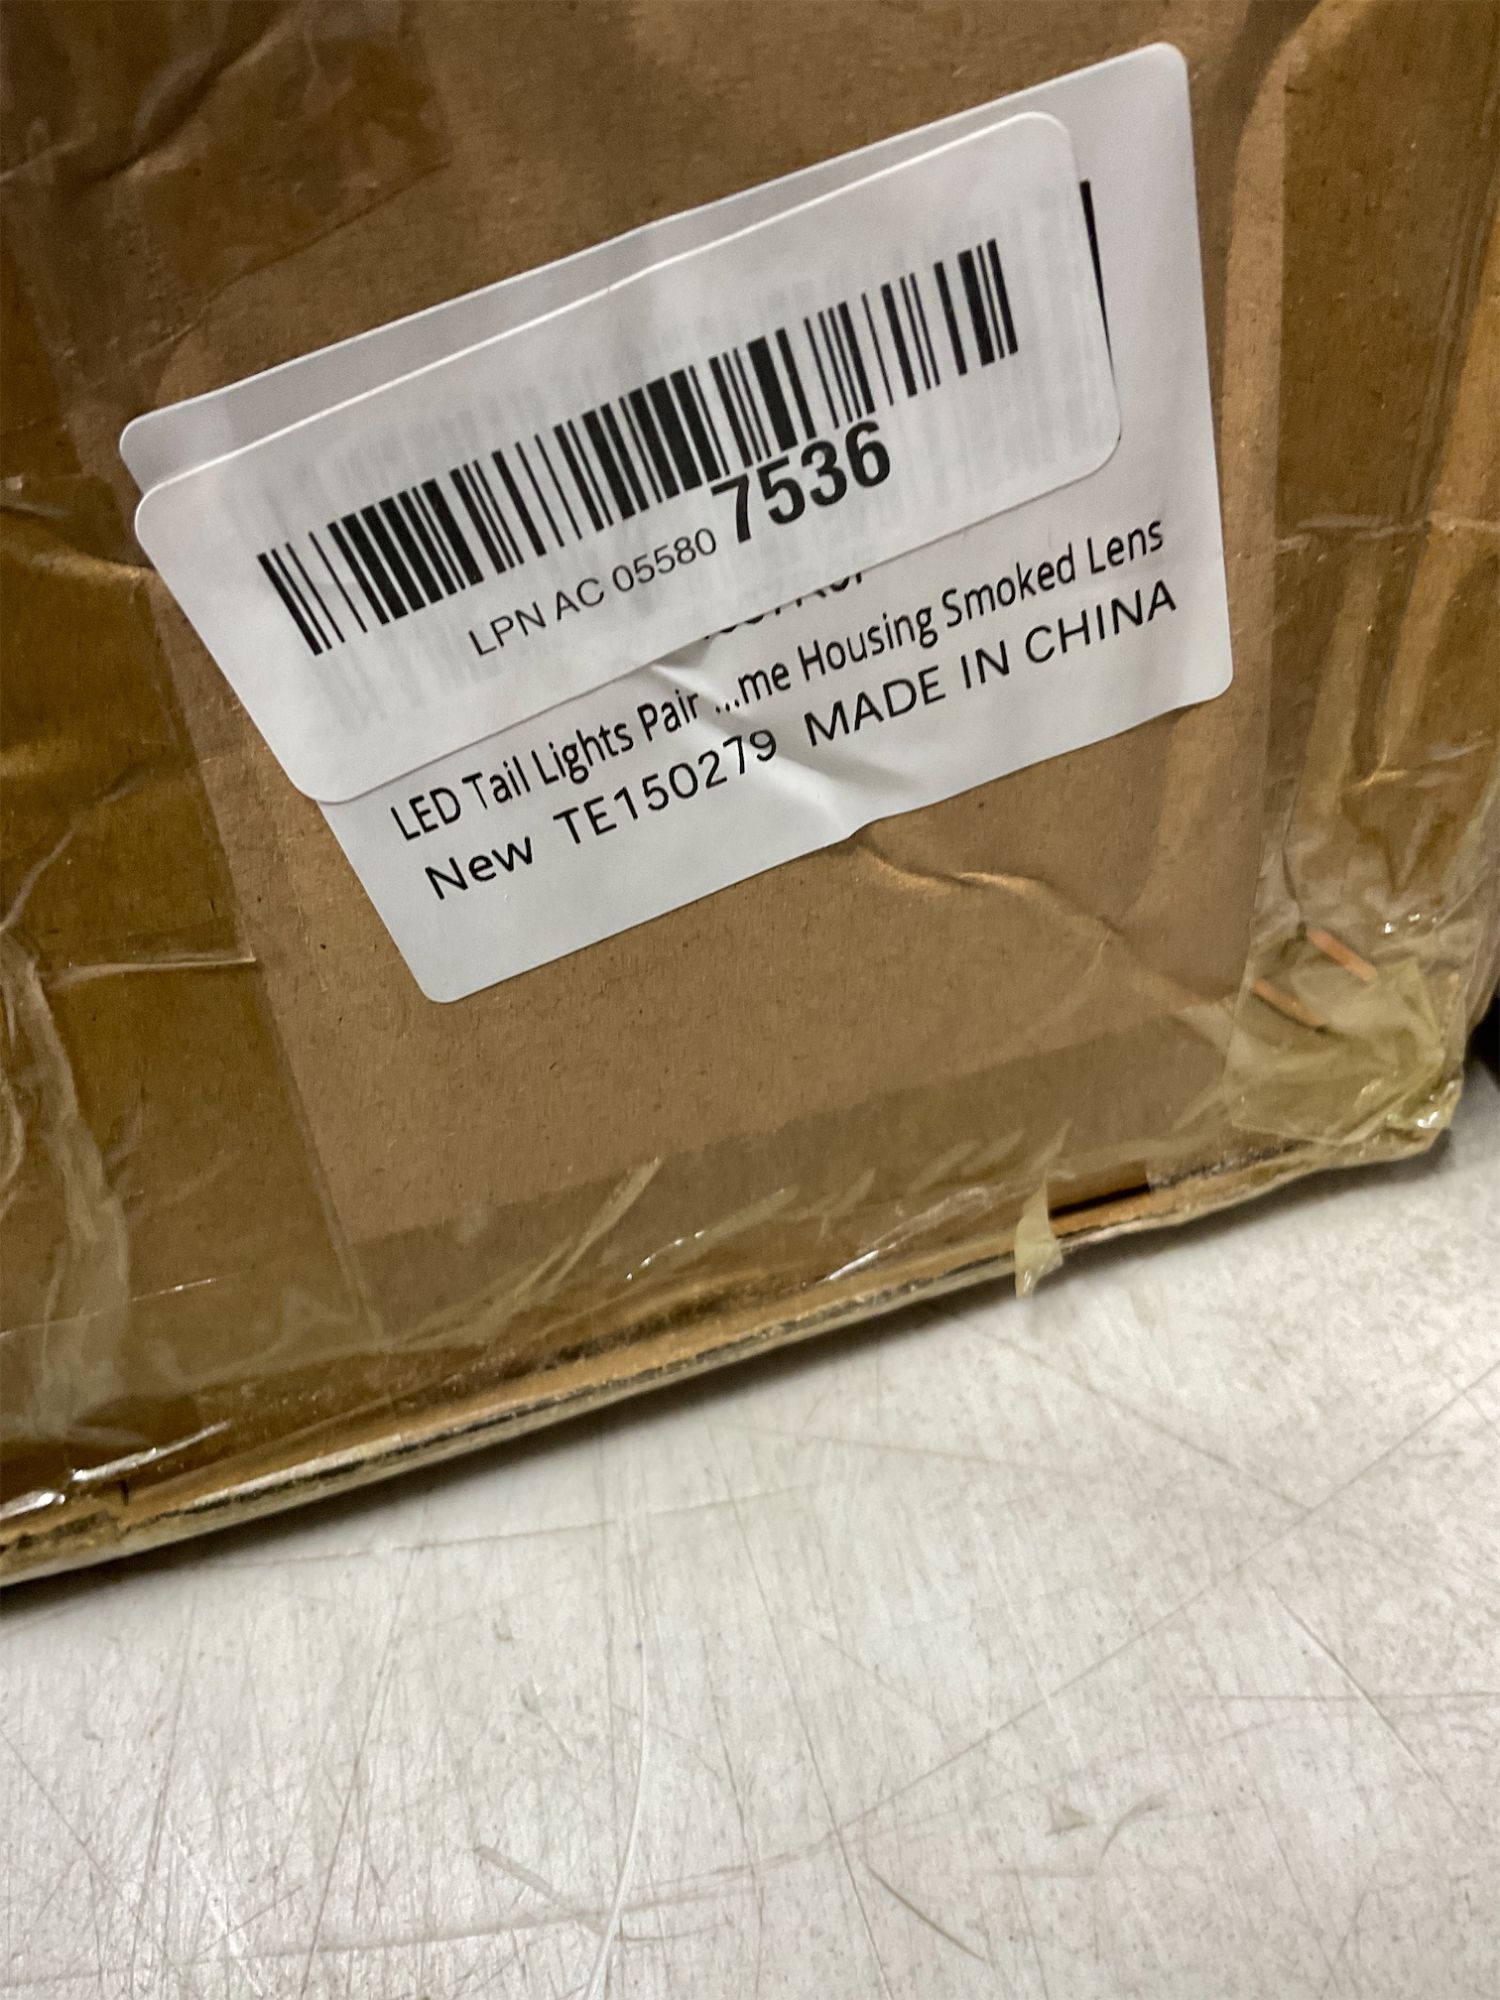 LPN AC 05580 7536
LED Tail Lights Pair ...me Housing Smoked Lens
New TE150279 MADE IN CHINA